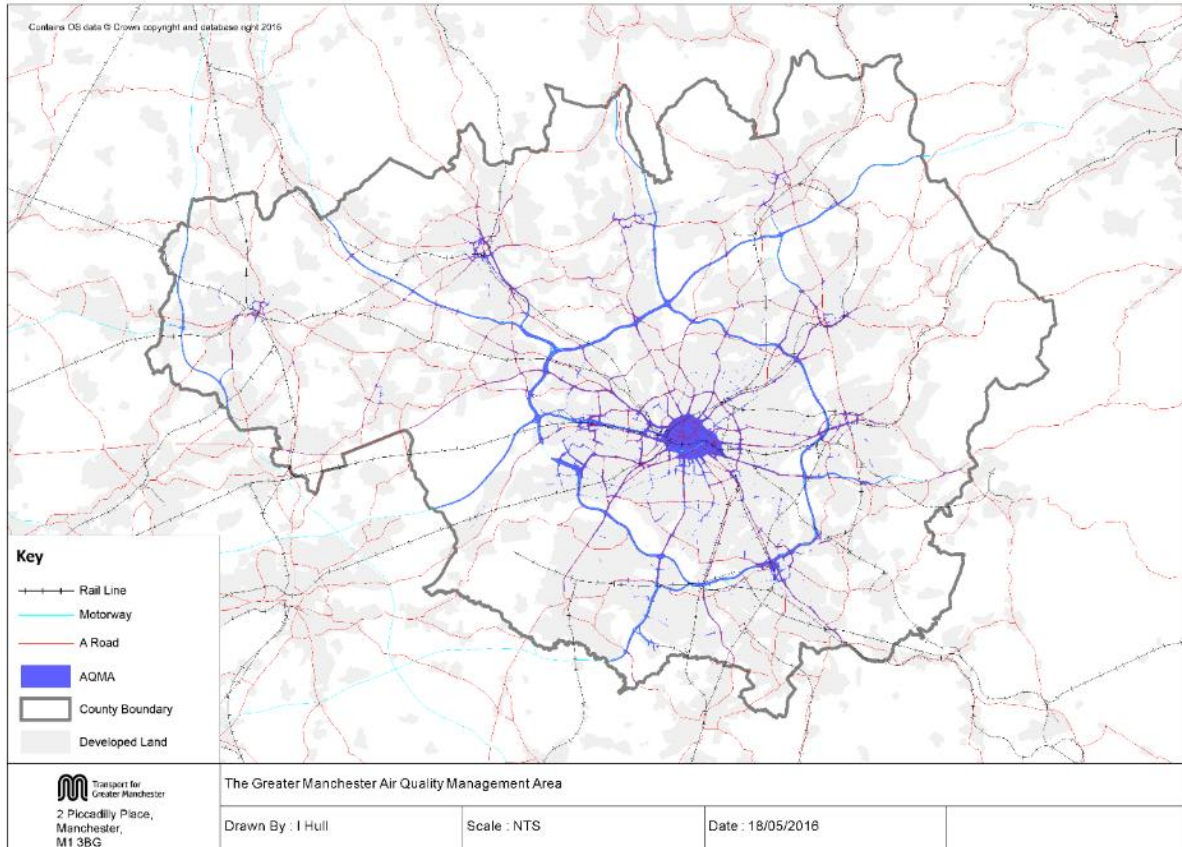 Contains OS data © Crown copyright and database right 2016
Key
Rail Line
Motorway
A Road
AQMA
County Boundary
Developed Land
Transport for
Greater Manchester
2 Piccadilly Place,
Manchester,
M1 3BG
The Greater Manchester Air Quality Management Area
Drawn By : I Hull
Scale : NTS
Date : 18/05/2016